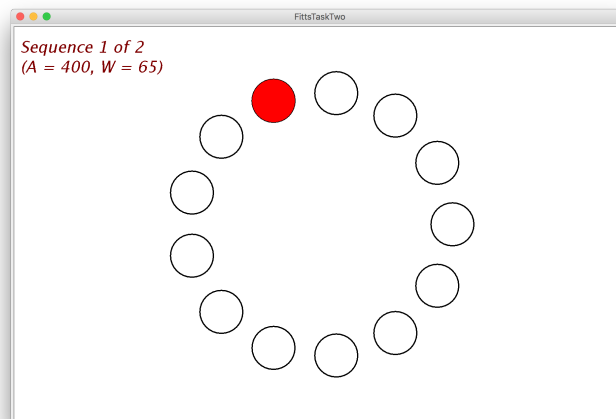 FittsTaskTwo
Sequence 1 of 2
(A = 400, W = 65)